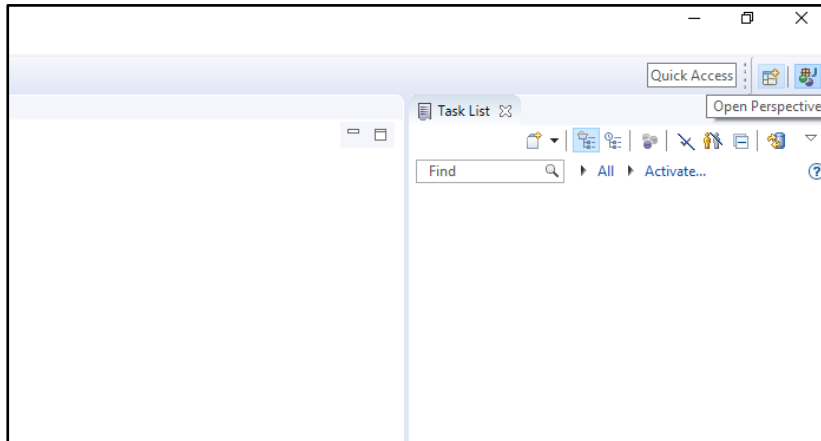 Quick Access
Open Perspective
Task List
Find
All
Activate...